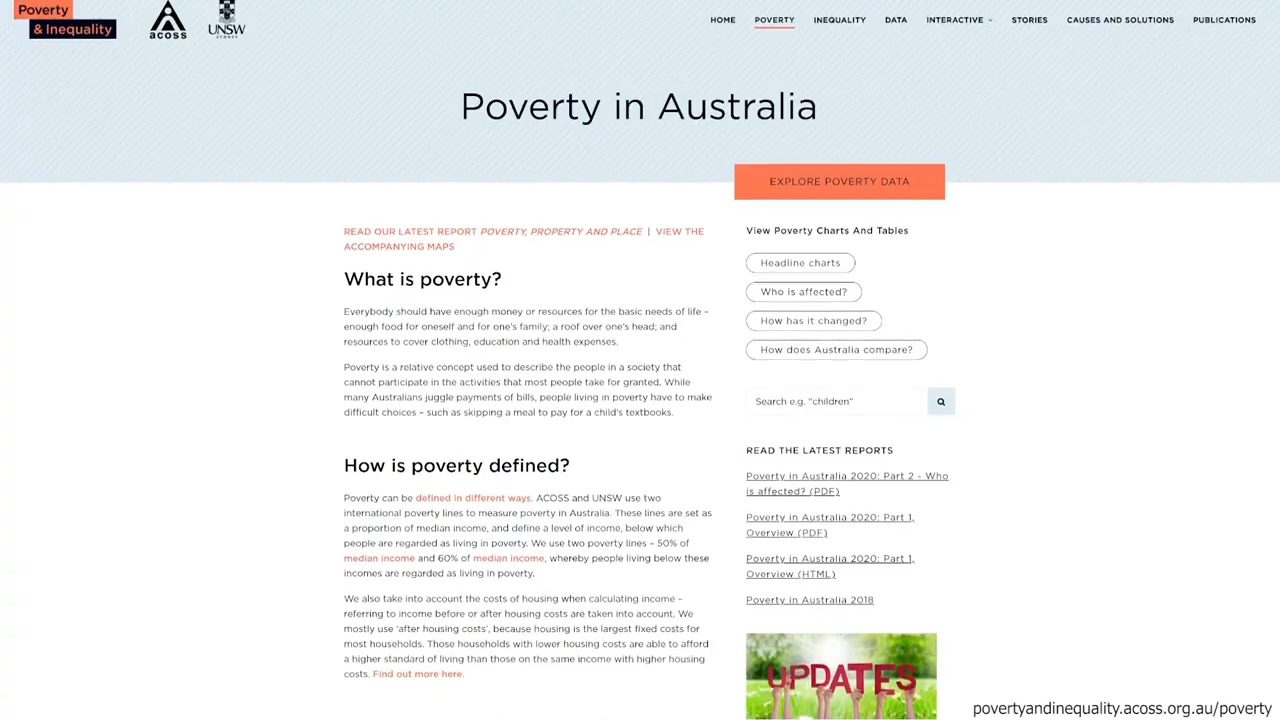 Poverty
& Inequality
acoss
UNSW
SYDNEY
HOME POVERTY INEQUALITY DATA INTERACTIVE STORIES CAUSES AND SOLUTIONS PUBLICATIONS
Poverty in Australia
EXPLORE POVERTY DATA
READ OUR LATEST REPORT POVERTY, PROPERTY AND PLACE | VIEW THE
ACCOMPANYING MAPS
What is poverty?
Everybody should have enough money or resources for the basic needs of life –
enough food for oneself and for one's family; a roof over one's head; and
resources to cover clothing, education and health expenses.
Poverty is a relative concept used to describe the people in a society that
cannot participate in the activities that most people take for granted. While
many Australians juggle payments of bills, people living in poverty have to make
difficult choices – such as skipping a meal to pay for a child's textbooks.
How is poverty defined?
Poverty can be defined in different ways. ACOSS and UNSW use two
international poverty lines to measure poverty in Australia. These lines are set as
a proportion of median income, and define a level of income, below which
people are regarded as living in poverty. We use two poverty lines – 50% of
median income and 60% of median income, whereby people living below these
incomes are regarded as living in poverty.
We also take into account the costs of housing when calculating income –
referring to income before or after housing costs are taken into account. We
mostly use 'after housing costs', because housing is the largest fixed costs for
most households. Those households with lower housing costs are able to afford
a higher standard of living than those on the same income with higher housing
costs. Find out more here.
View Poverty Charts And Tables
Headline charts
Who is affected?
How has it changed?
How does Australia compare?
Search e.g. "children"
READ THE LATEST REPORTS
Poverty in Australia 2020: Part 2 - Who
is affected? (PDF)
Poverty in Australia 2020: Part 1,
Overview (PDF)
Poverty in Australia 2020: Part 1,
Overview (HTML)
Poverty in Australia 2018
UPDATES
povertyandinequality.acoss.org.au/poverty